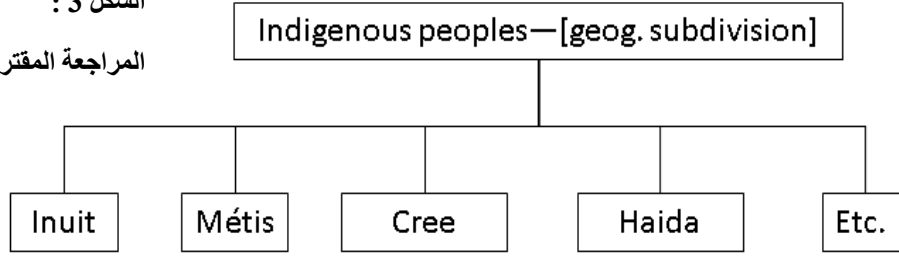 الشكل 3 :
Indigenous peoples—[geog. subdivision]
المراجعة
Inuit
Métis
Cree
Haida
Etc.